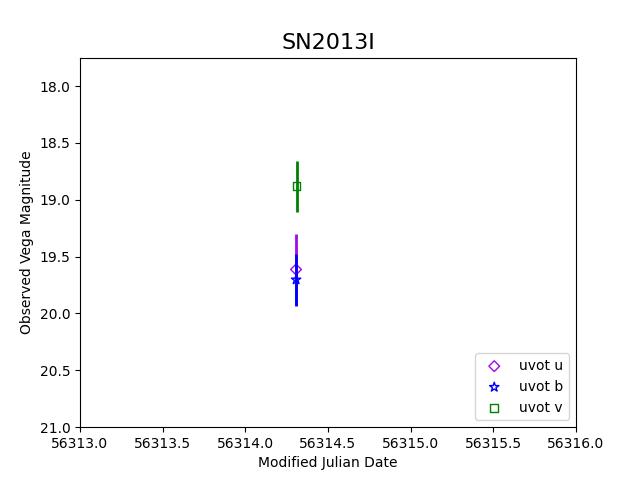 SN2013I
Observed Vega Magnitude
18.0
18.5
19.0
19.5
20.0
20.5
21.0
uvot u
uvot b
uvot v
56313.0 56313.5 56314.0 56314.5 56315.0 56315.5 56316.0
Modified Julian Date